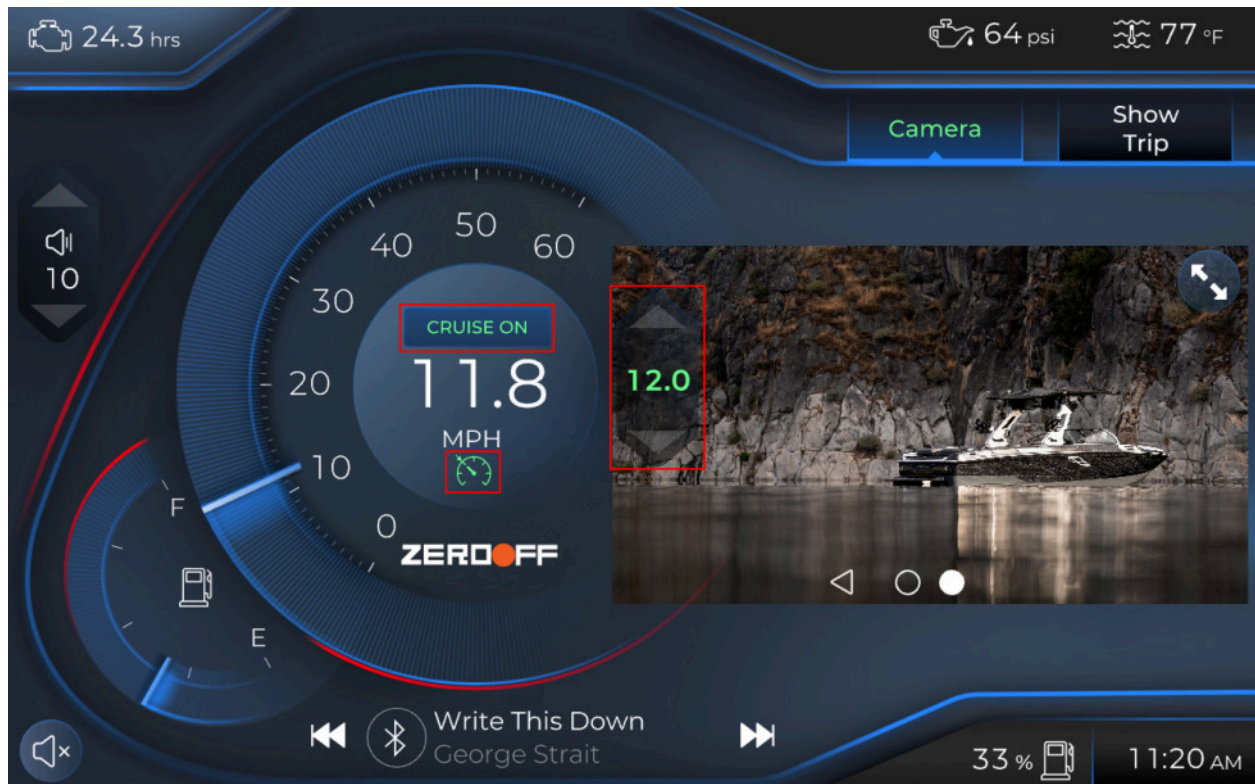 24.3 hrs
64 psi
77 °F
Camera
Show
Trip
10
50
40
60
30
20
10
0
CRUISE ON
11.8
MPH
12.0
ZEROOFF
F
E
Write This Down
George Strait
33 %
11:20 AM